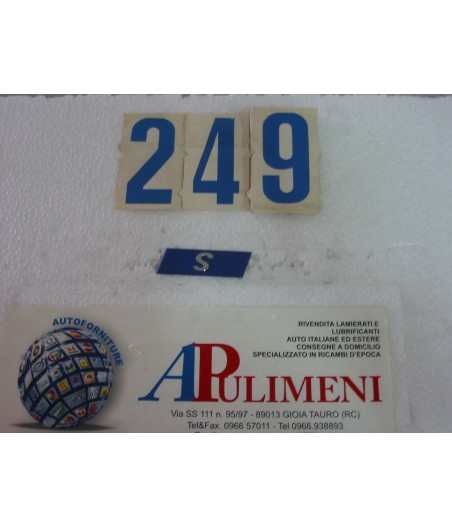 249
S
AUTOFORNITURE
RIVENDITA LAMIERATI E
LUBRIFICANTI
AUTO ITALIANE ED ESTERE
CONSEGNE A DOMICILIO
SPECIALIZZATO IN RICAMBI D'EPOCA
APULIMENI
Via SS 111 n. 95/97 - 89013 GIOIA TAURO (RC)
Tel&Fax. 0966 57011 - Tel 0966.938893